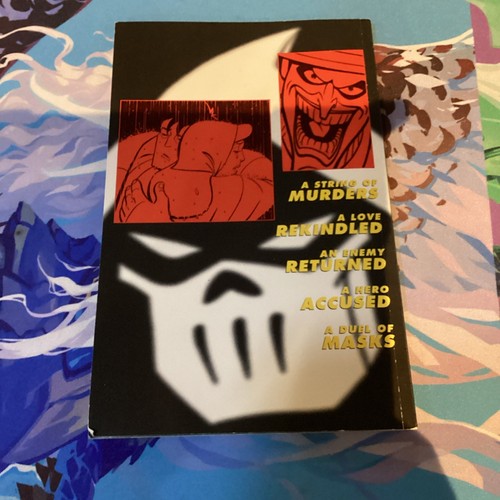 A STRING OF
MURDERS
A LOVE
REKINDLED
AN ENEMY
RETURNED
A HERO
ACCUSED
A DUEL OF
MASKS